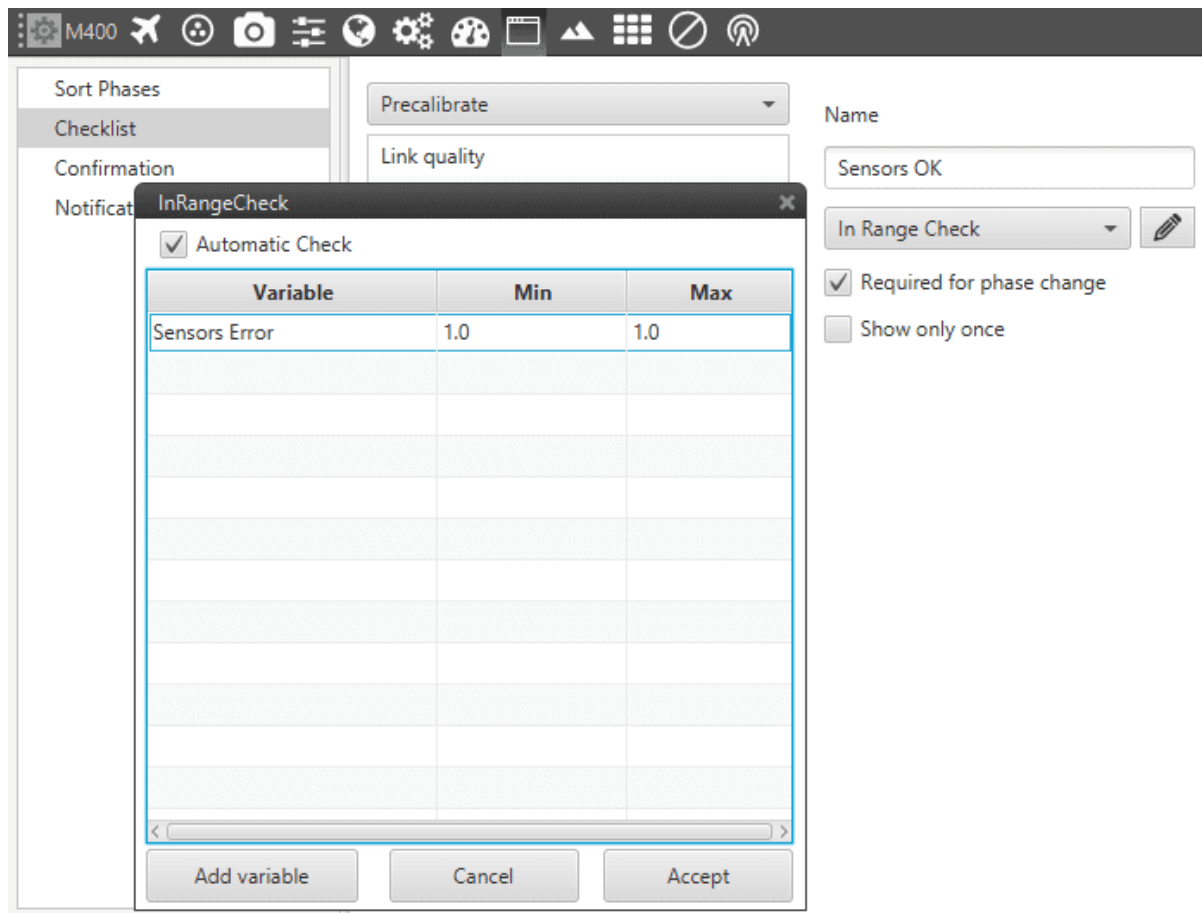 M400
Sort Phases
Checklist
Confirmation
Notificat
Precalibrate
Link quality
InRangeCheck
Automatic Check
Variable Min Max
Sensors Error 1.0 1.0
Add variable Cancel Accept
Name
Sensors OK
In Range Check
Required for phase change
Show only once